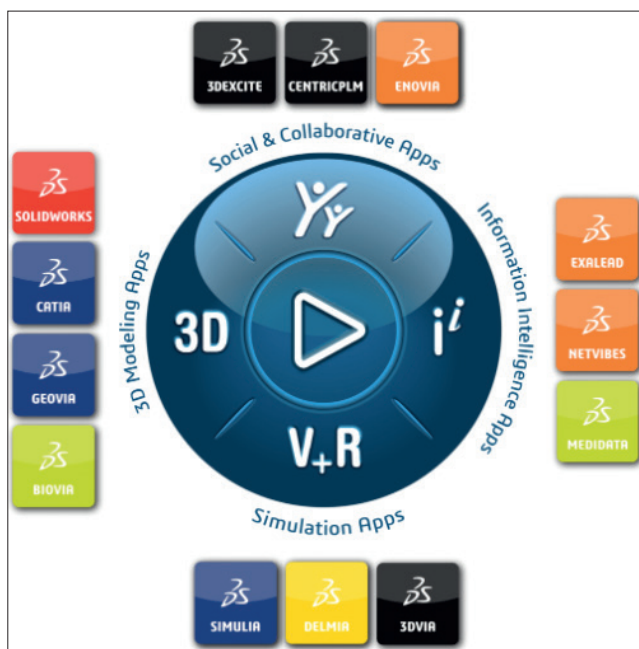 3DEXCITE
CENTRICPLM
ENOVIA
Social & Collaborative Apps
SOLIDWORKS
CATIA
GEOVIA
BIOVIA
3D Modeling Apps
3D
i i
V+R
Information Intelligence Apps
EXALEAD
NETVIBES
MEDIDATA
Simulation Apps
SIMULIA
DELMIA
3DVIA